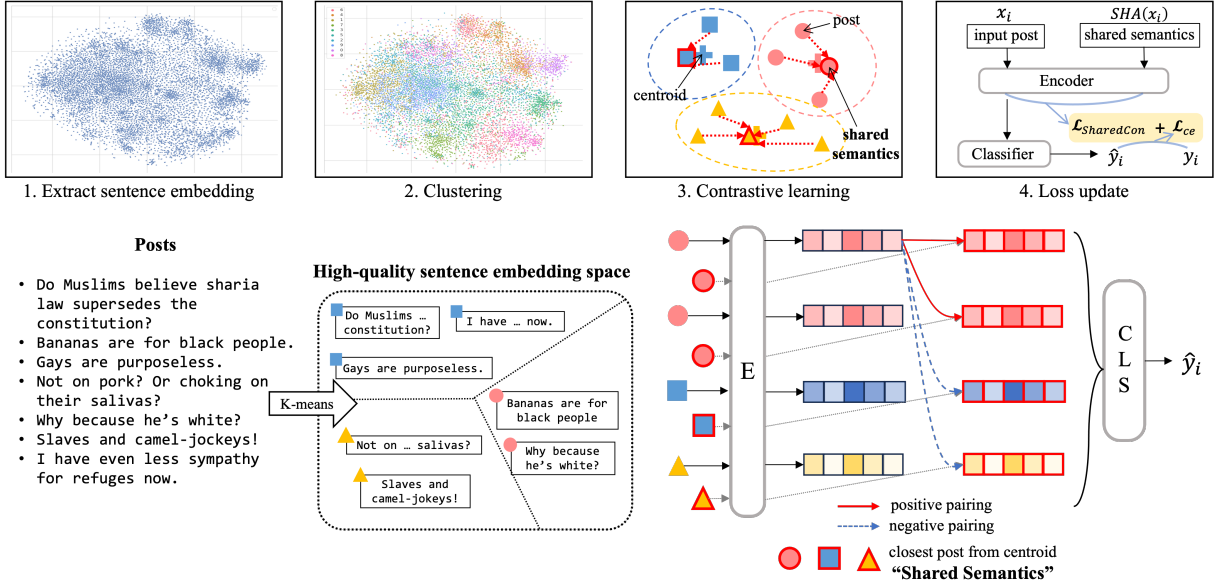 1. Extract sentence embedding
2. Clustering
post
centroid
shared
semantics
3. Contrastive learning
x_i
input post
SHA(x_i)
shared semantics
Encoder
ℒ_SharedCon + ℒ_ce
Classifier
ŷ_i
y_i
4. Loss update
Posts
• Do Muslims believe sharia
law supersedes the
constitution?
• Bananas are for black people.
• Gays are purposeless.
• Not on pork? Or choking on
their salivas?
• Why because he's white?
• Slaves and camel-jockeys!
• I have even less sympathy
for refuges now.
K-means
High-quality sentence embedding space
Do Muslims …
constitution?
I have … now.
Gays are purposeless.
Bananas are for
black people
Not on … salivas?
Why because
he's white?
Slaves and
camel-jokeys!
E
C
L
S
ŷ_i
positive pairing
negative pairing
closest post from centroid
"Shared Semantics"